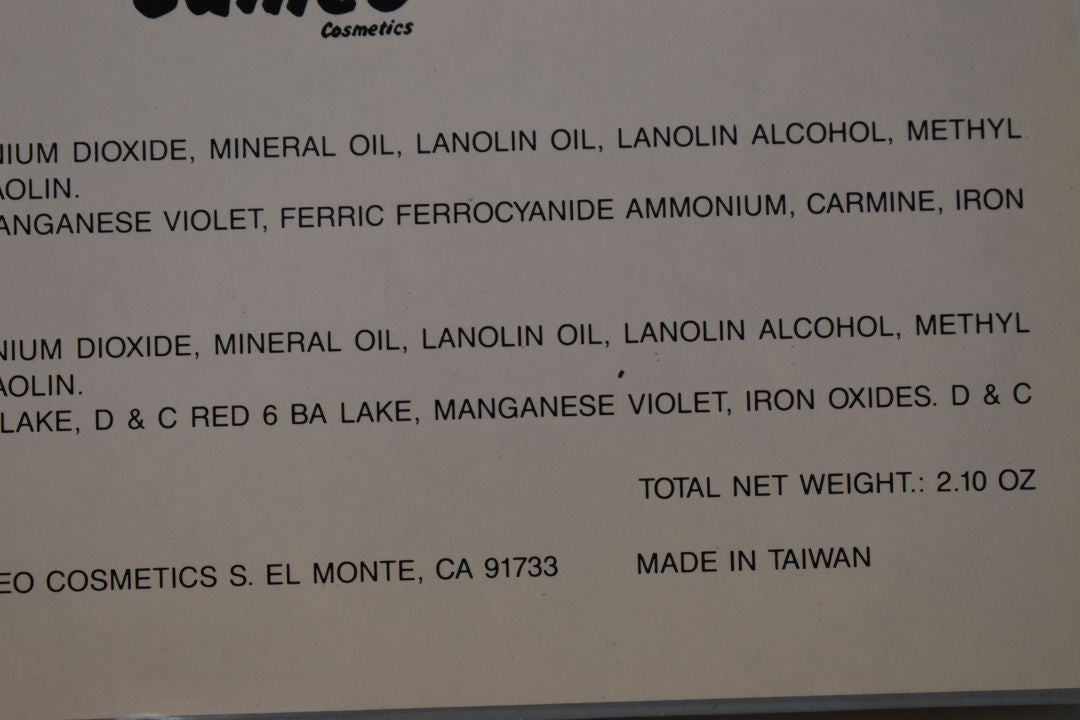 Cosmetics
NIUM DIOXIDE, MINERAL OIL, LANOLIN OIL, LANOLIN ALCOHOL, METHYL
AOLIN.
ANGANESE VIOLET, FERRIC FERROCYANIDE AMMONIUM, CARMINE, IRON
NIUM DIOXIDE, MINERAL OIL, LANOLIN OIL, LANOLIN ALCOHOL, METHYL
AOLIN.
LAKE, D & C RED 6 BA LAKE, MANGANESE VIOLET, IRON OXIDES. D & C
TOTAL NET WEIGHT.: 2.10 OZ
EO COSMETICS S. EL MONTE, CA 91733 MADE IN TAIWAN